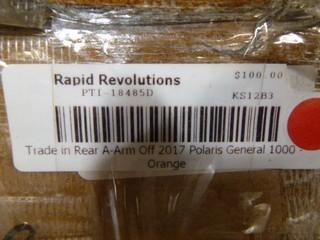 Rapid Revolutions $100.00
PTI-18485D KS12B3
Trade in Rear A-Arm Off 2017 Polaris General 1000 -
Orange